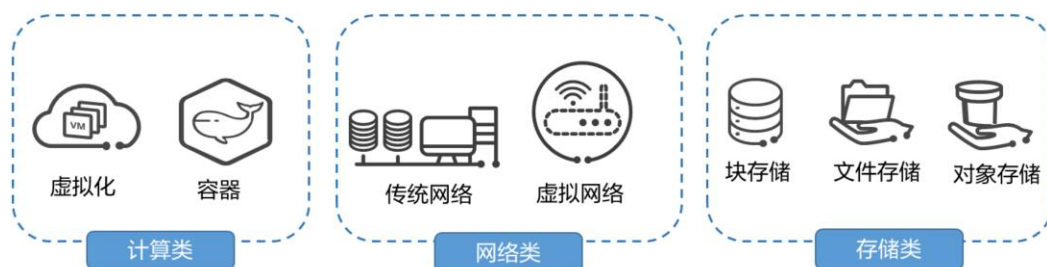 VM
虚拟化
容器
计算类
传统网络
虚拟网络
网络类
块存储
文件存储
对象存储
存储类